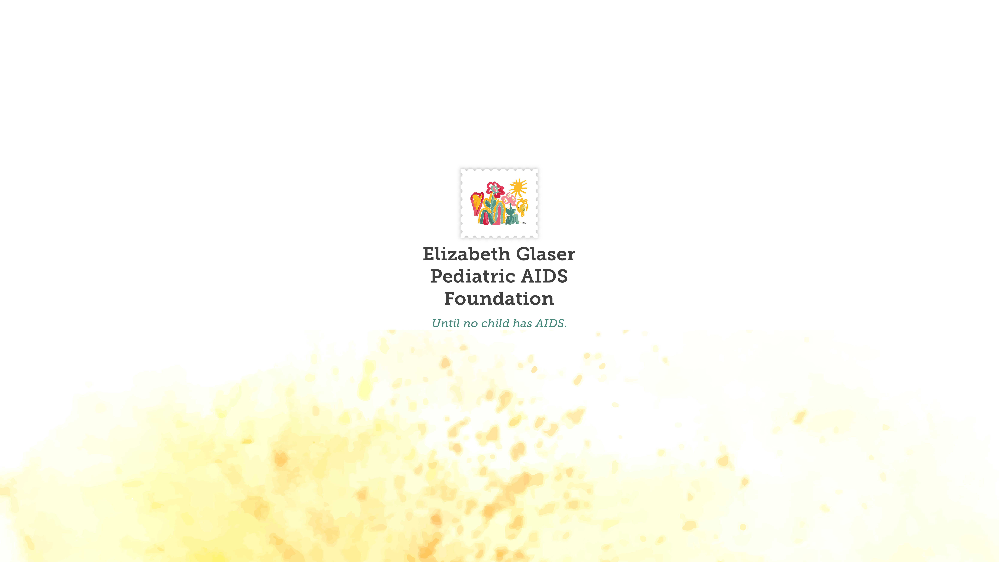 Elizabeth Glaser
Pediatric AIDS
Foundation
Until no child has AIDS.